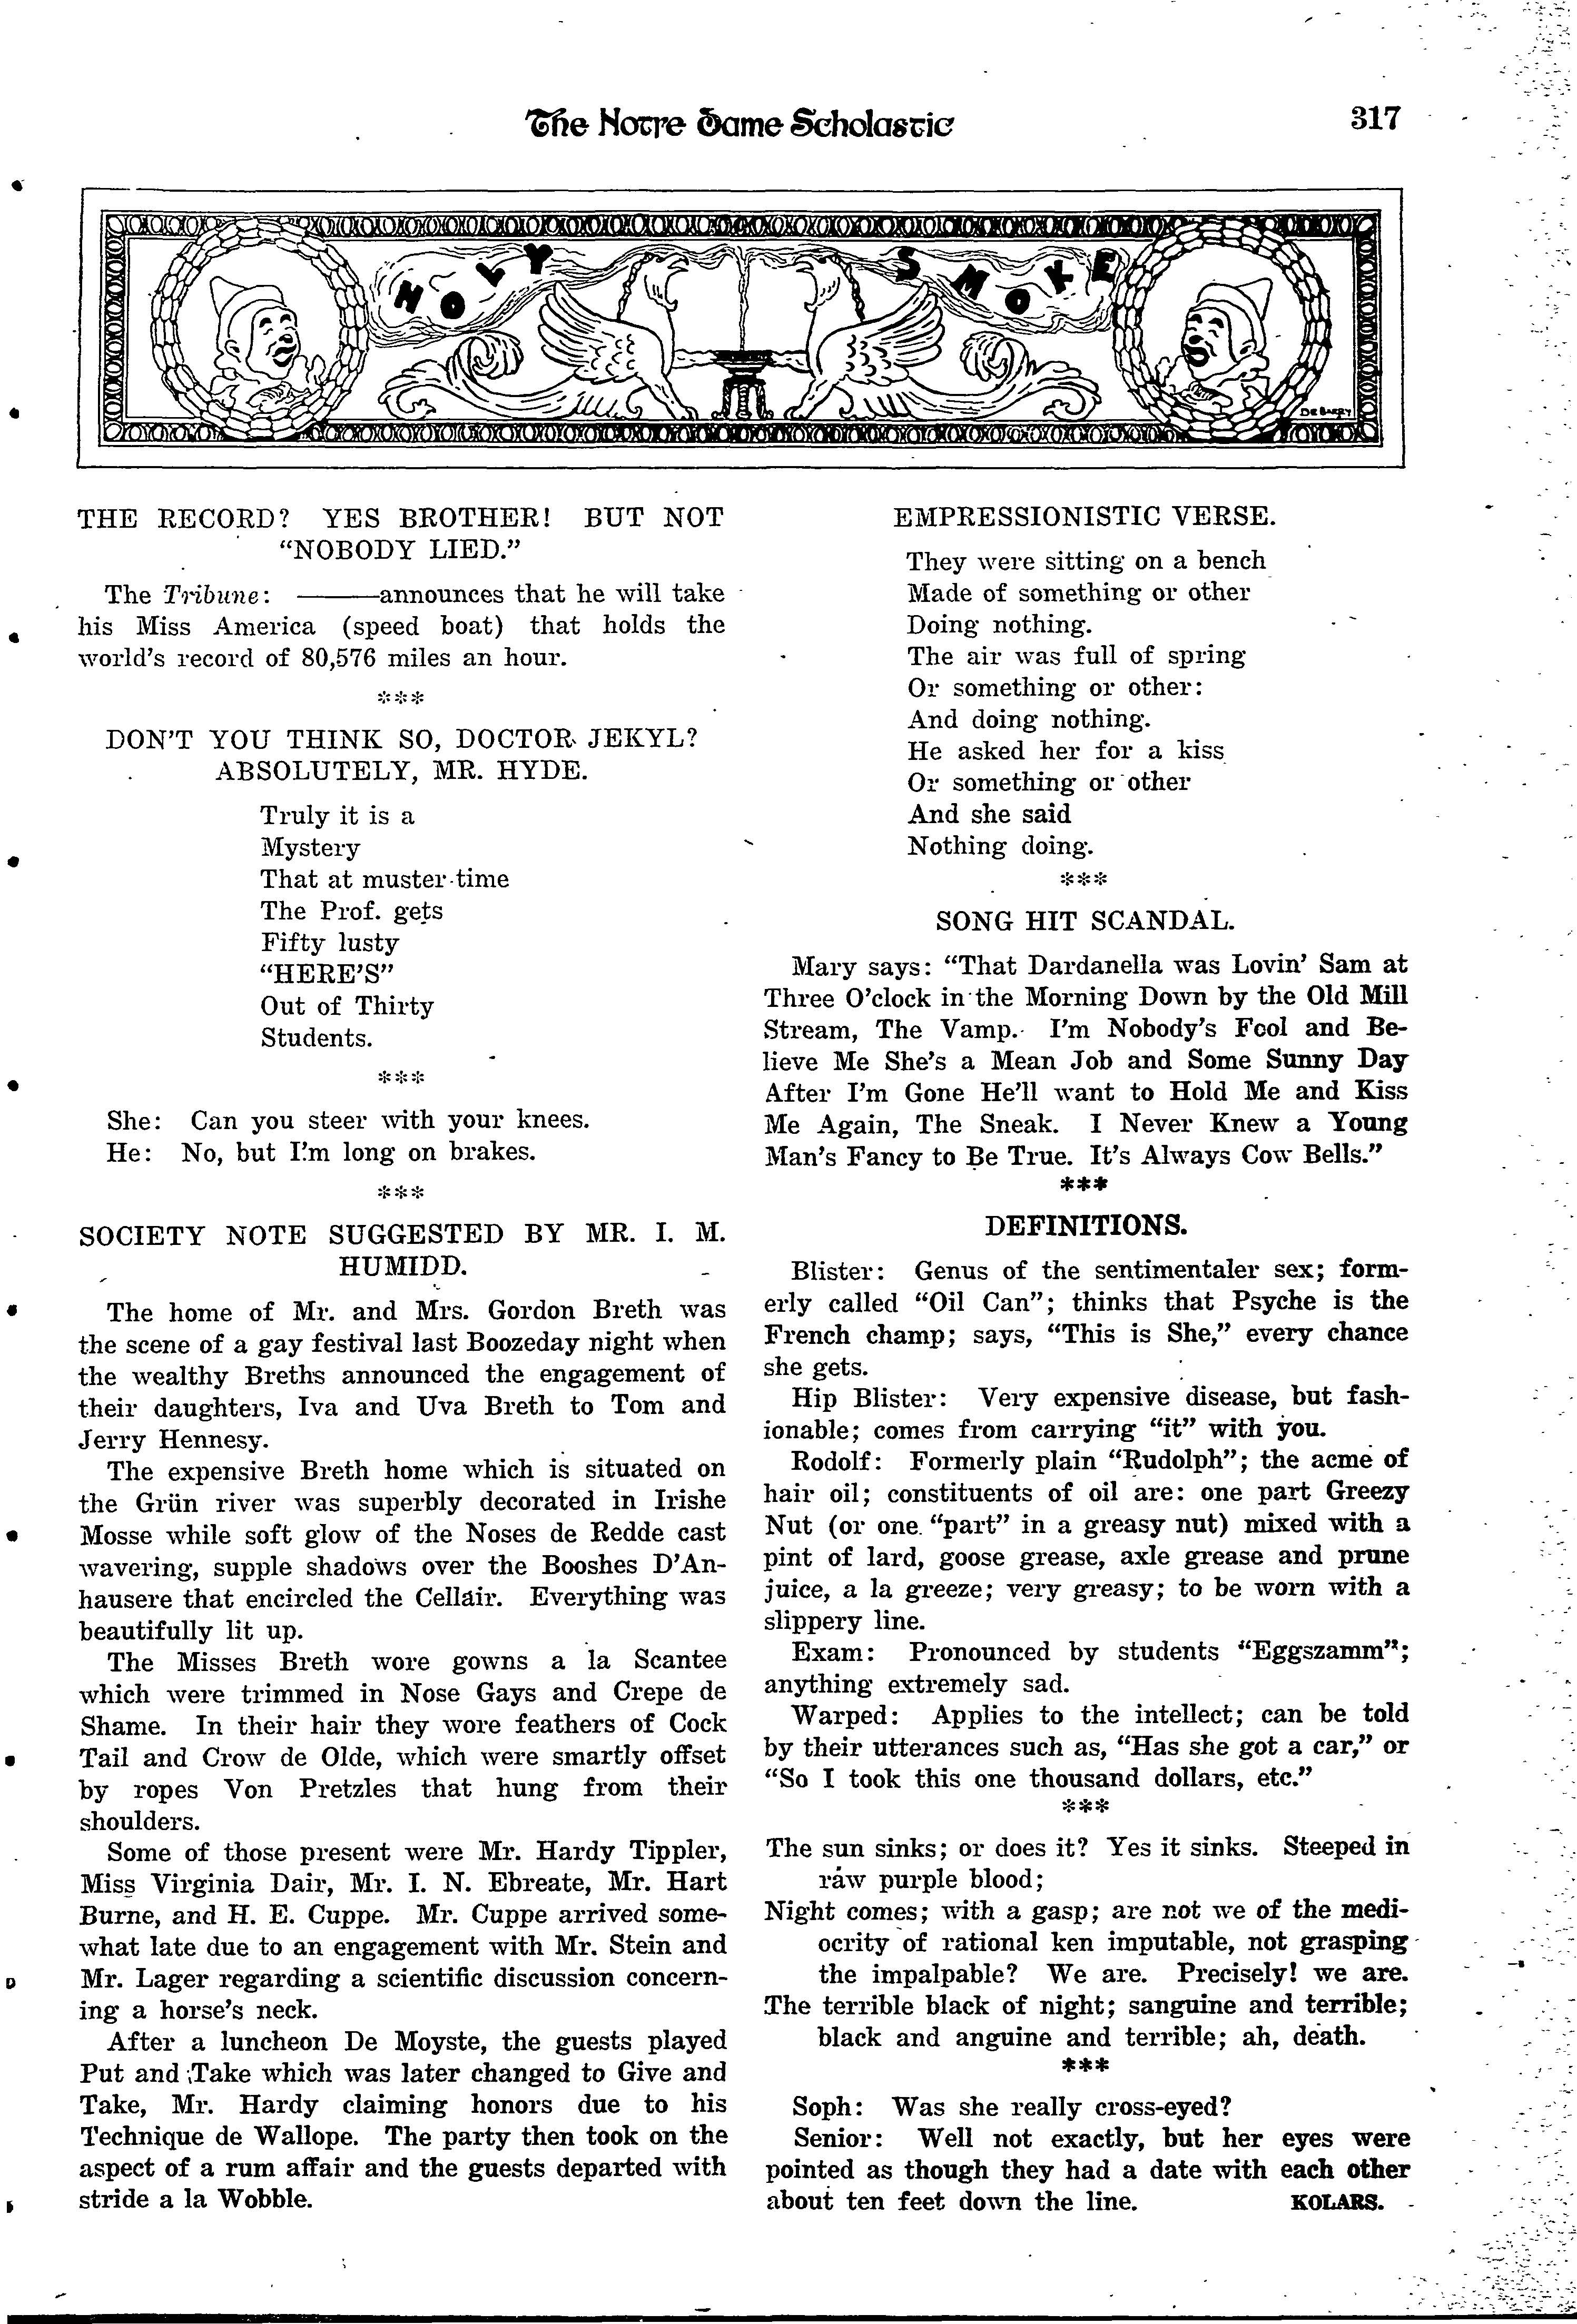 The Notre Dame Scholastic
317
HOLY SMOKE
DE BARRY
THE RECORD? YES BROTHER! BUT NOT
“NOBODY LIED.”
The Tribune: ———announces that he will take
his Miss America (speed boat) that holds the
world's record of 80,576 miles an hour.
***
DON'T YOU THINK SO, DOCTOR JEKYL?
ABSOLUTELY, MR. HYDE.
Truly it is a
Mystery
That at muster-time
The Prof. gets
Fifty lusty
“HERE'S”
Out of Thirty
Students.
***
She: Can you steer with your knees.
He: No, but I'm long on brakes.
***
SOCIETY NOTE SUGGESTED BY MR. I. M.
HUMIDD.
The home of Mr. and Mrs. Gordon Breth was
the scene of a gay festival last Boozeday night when
the wealthy Breths announced the engagement of
their daughters, Iva and Uva Breth to Tom and
Jerry Hennesy.
The expensive Breth home which is situated on
the Grün river was superbly decorated in Irishe
Mosse while soft glow of the Noses de Redde cast
wavering, supple shadows over the Booshes D'An-
hausere that encircled the Cellair. Everything was
beautifully lit up.
The Misses Breth wore gowns a la Scantee
which were trimmed in Nose Gays and Crepe de
Shame. In their hair they wore feathers of Cock
Tail and Crow de Olde, which were smartly offset
by ropes Von Pretzles that hung from their
shoulders.
Some of those present were Mr. Hardy Tippler,
Miss Virginia Dair, Mr. I. N. Ebreate, Mr. Hart
Burne, and H. E. Cuppe. Mr. Cuppe arrived some-
what late due to an engagement with Mr. Stein and
Mr. Lager regarding a scientific discussion concern-
ing a horse's neck.
After a luncheon De Moyste, the guests played
Put and Take which was later changed to Give and
Take, Mr. Hardy claiming honors due to his
Technique de Wallope. The party then took on the
aspect of a rum affair and the guests departed with
stride a la Wobble.
EMPRESSIONISTIC VERSE.
They were sitting on a bench
Made of something or other
Doing nothing.
The air was full of spring
Or something or other:
And doing nothing.
He asked her for a kiss
Or something or other
And she said
Nothing doing.
***
SONG HIT SCANDAL.
Mary says: “That Dardanella was Lovin' Sam at
Three O'clock in the Morning Down by the Old Mill
Stream, The Vamp. I'm Nobody's Fool and Be-
lieve Me She's a Mean Job and Some Sunny Day
After I'm Gone He'll want to Hold Me and Kiss
Me Again, The Sneak. I Never Knew a Young
Man's Fancy to Be True. It's Always Cow Bells.”
***
DEFINITIONS.
Blister: Genus of the sentimentaler sex; form-
erly called “Oil Can”; thinks that Psyche is the
French champ; says, “This is She,” every chance
she gets.
Hip Blister: Very expensive disease, but fash-
ionable; comes from carrying “it” with you.
Rodolf: Formerly plain “Rudolph”; the acme of
hair oil; constituents of oil are: one part Greezy
Nut (or one “part” in a greasy nut) mixed with a
pint of lard, goose grease, axle grease and prune
juice, a la greeze; very greasy; to be worn with a
slippery line.
Exam: Pronounced by students “Eggszamm”;
anything extremely sad.
Warped: Applies to the intellect; can be told
by their utterances such as, “Has she got a car,” or
“So I took this one thousand dollars, etc.”
***
The sun sinks; or does it? Yes it sinks. Steeped in
raw purple blood;
Night comes; with a gasp; are not we of the medi-
ocrity of rational ken imputable, not grasping
the impalpable? We are. Precisely! we are.
The terrible black of night; sanguine and terrible;
black and anguine and terrible; ah, death.
***
Soph: Was she really cross-eyed?
Senior: Well not exactly, but her eyes were
pointed as though they had a date with each other
about ten feet down the line. KOLARS.